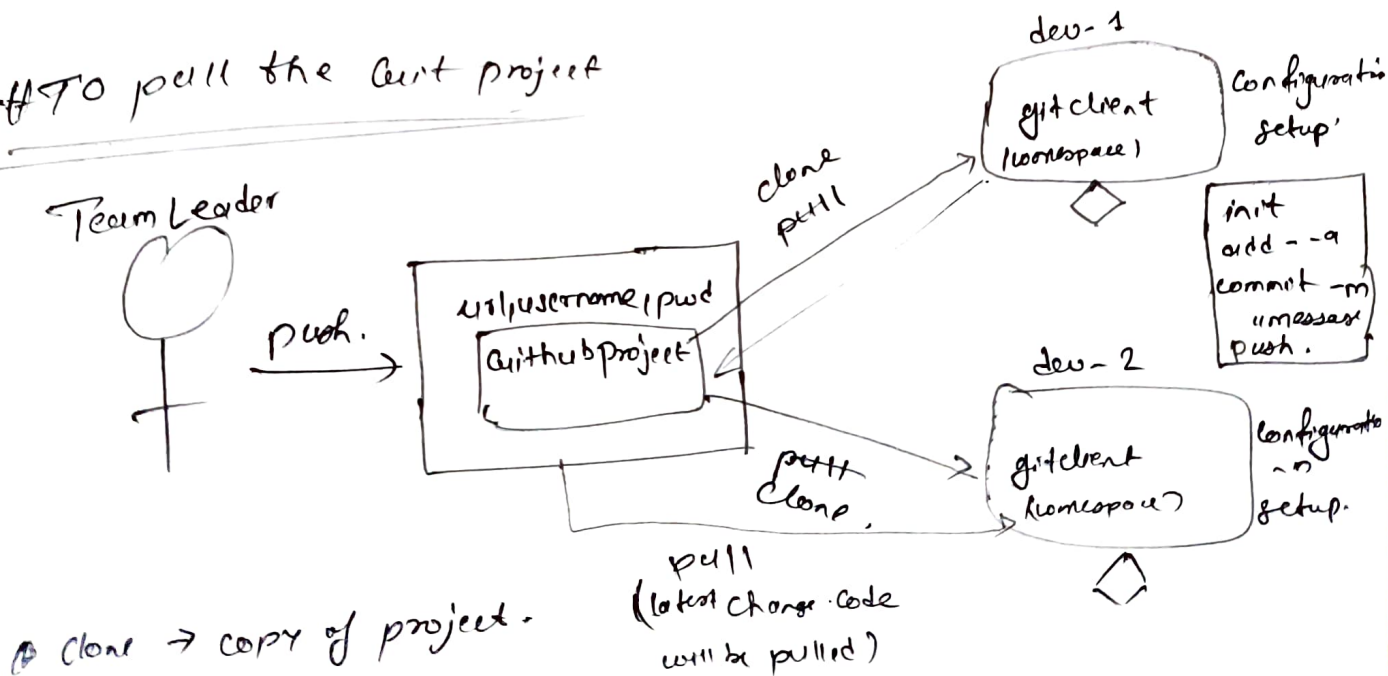 #TO pull the Git project
Team Leader
push.
url,username,pwd
Githubproject
clone
pull
dev-1
gitclient
(workspace)
configuratio
setup'
init
add --a
commit -m
"message
push.
dev-2
gitclient
(workspace)
configuratio
-n
setup.
pull
Clone.
pull
(latest change code
will be pulled)
clone → copy of project.